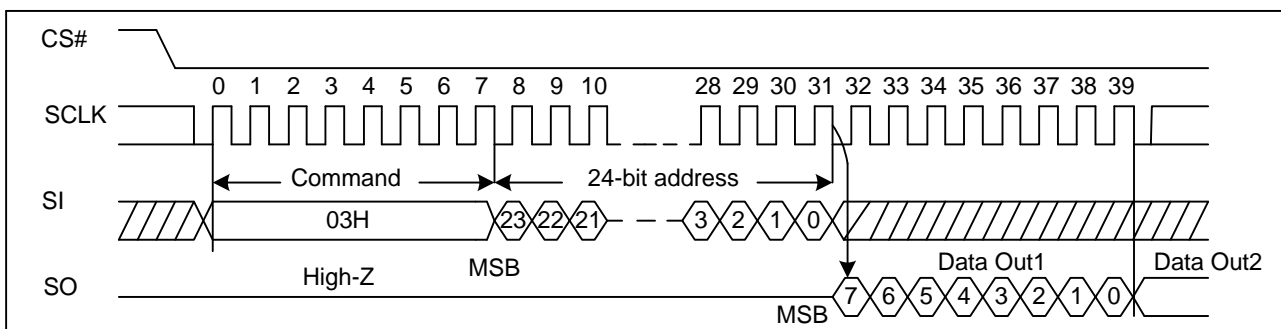 CS#
0 1 2 3 4 5 6 7 8 9 10 28 29 30 31 32 33 34 35 36 37 38 39
SCLK
Command 24-bit address
SI
03H 23 22 21 3 2 1 0
High-Z MSB Data Out1 Data Out2
SO
MSB 7 6 5 4 3 2 1 0